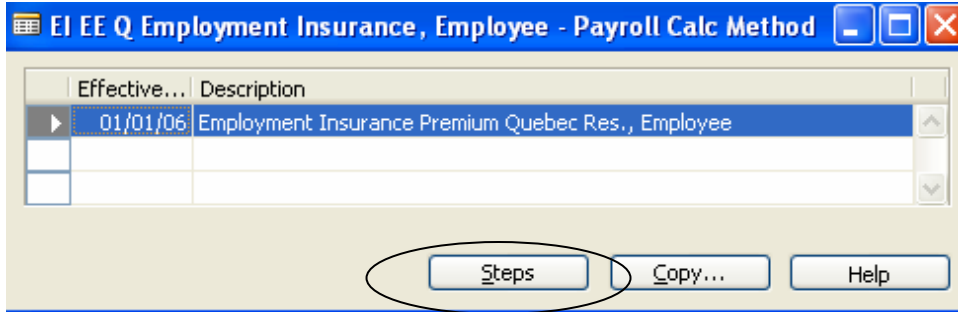 EI EE Q Employment Insurance, Employee - Payroll Calc Method
Effective... Description
01/01/06 Employment Insurance Premium Quebec Res., Employee
Steps Copy... Help